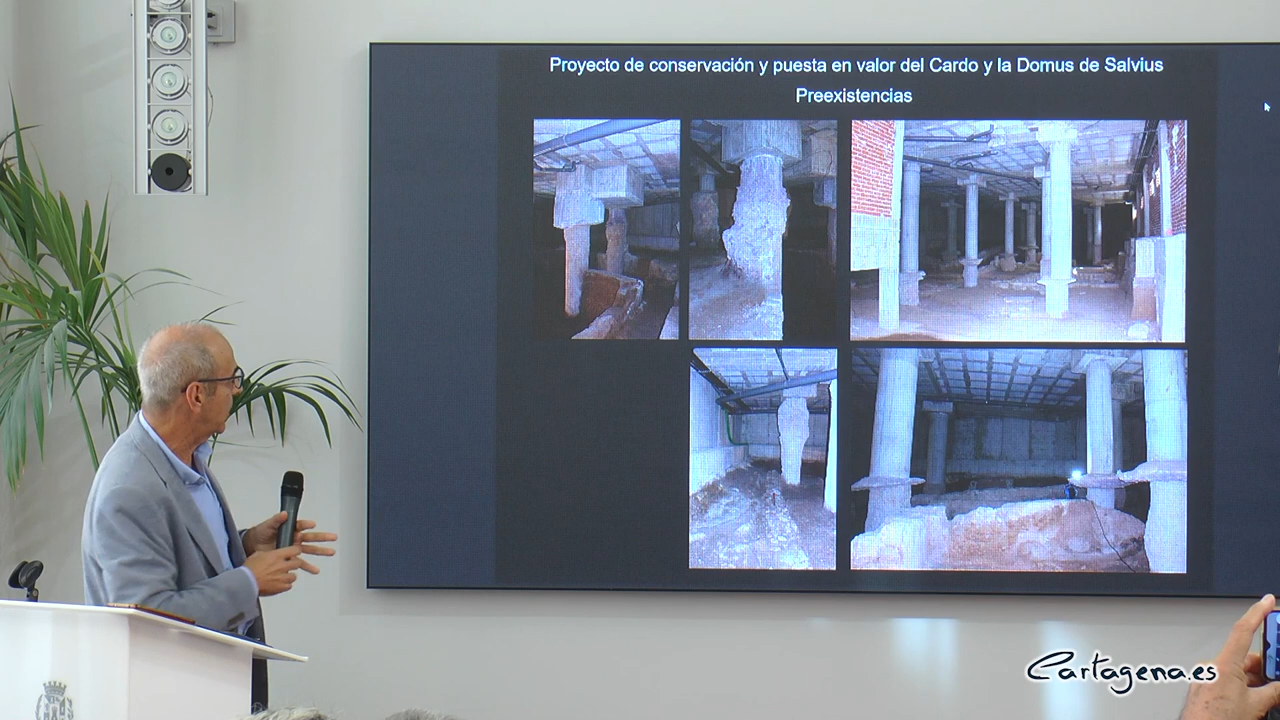 Proyecto de conservación y puesta en valor del Cardo y la Domus de Salvius
Preexistencias
Cartagena.es